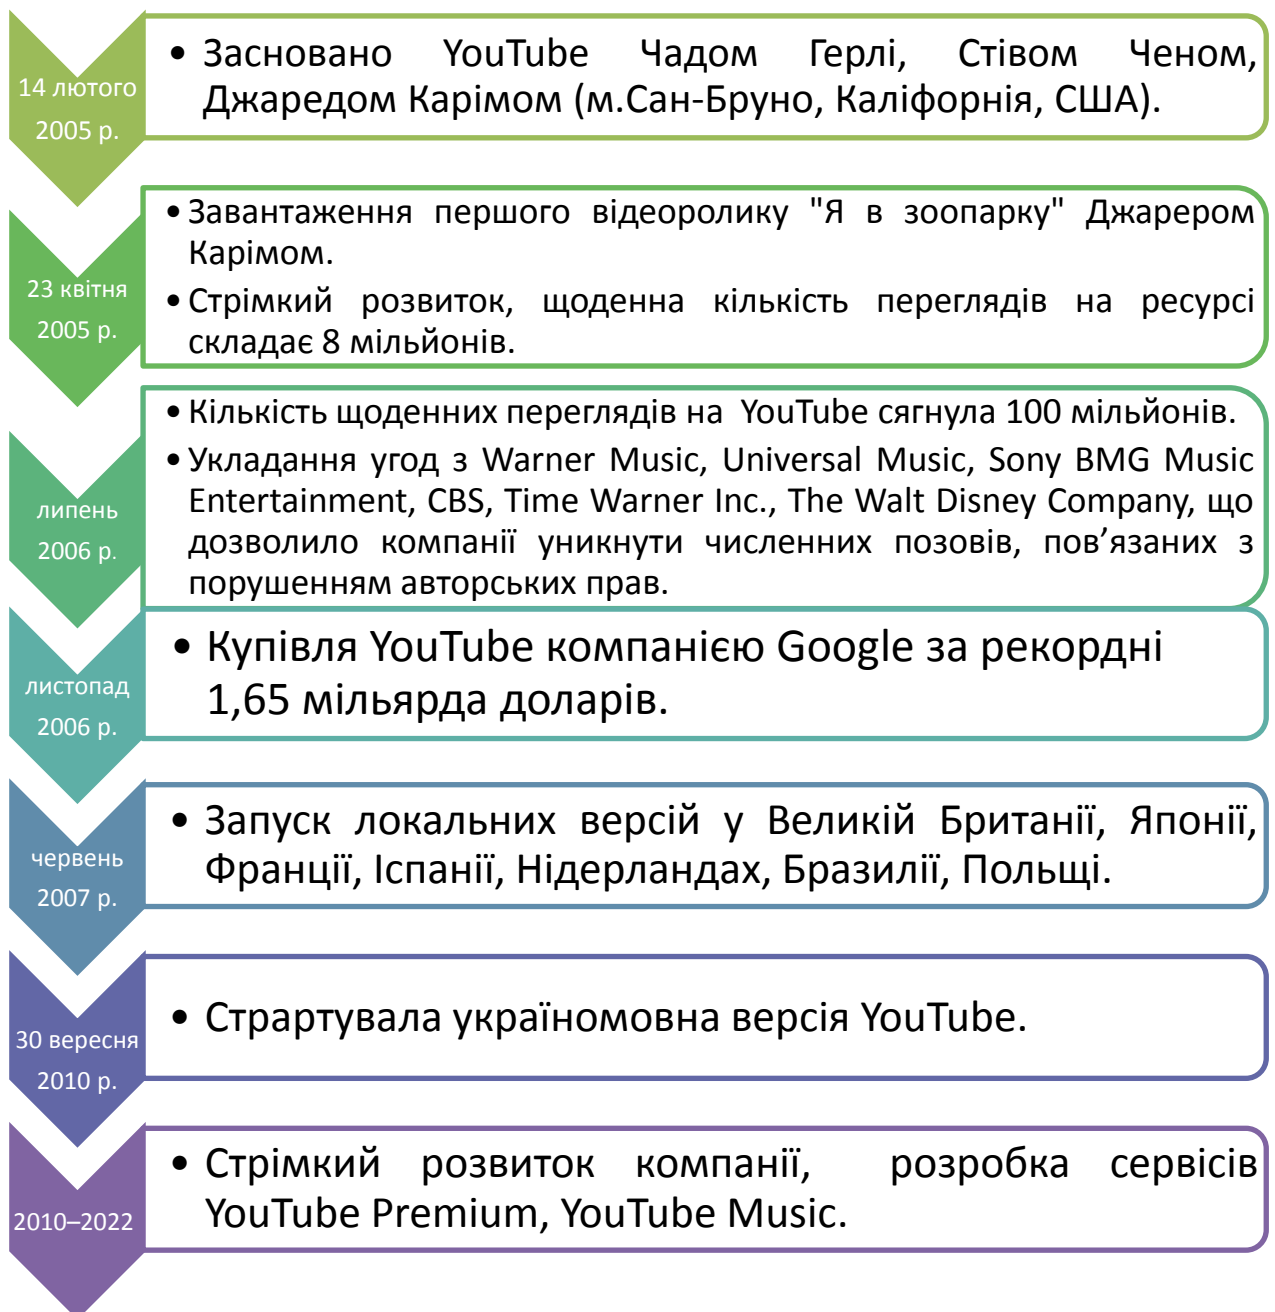 14 лютого
2005 р.
• Засновано YouTube Чадом Герлі, Стівом Ченом,
Джаредом Карімом (м.Сан-Бруно, Каліфорнія, США).
23 квітня
2005 р.
• Завантаження першого відеоролику "Я в зоопарку" Джарером
Карімом.
• Стрімкий розвиток, щоденна кількість переглядів на ресурсі
складає 8 мільйонів.
липень
2006 р.
• Кількість щоденних переглядів на YouTube сягнула 100 мільйонів.
• Укладання угод з Warner Music, Universal Music, Sony BMG Music
Entertainment, CBS, Time Warner Inc., The Walt Disney Company, що
дозволило компанії уникнути численних позовів, пов’язаних з
порушенням авторських прав.
листопад
2006 р.
• Купівля YouTube компанією Google за рекордні
1,65 мільярда доларів.
червень
2007 р.
• Запуск локальних версій у Великій Британії, Японії,
Франції, Іспанії, Нідерландах, Бразилії, Польщі.
30 вересня
2010 р.
• Страртувала україномовна версія YouTube.
2010–2022
• Стрімкий розвиток компанії, розробка сервісів
YouTube Premium, YouTube Music.